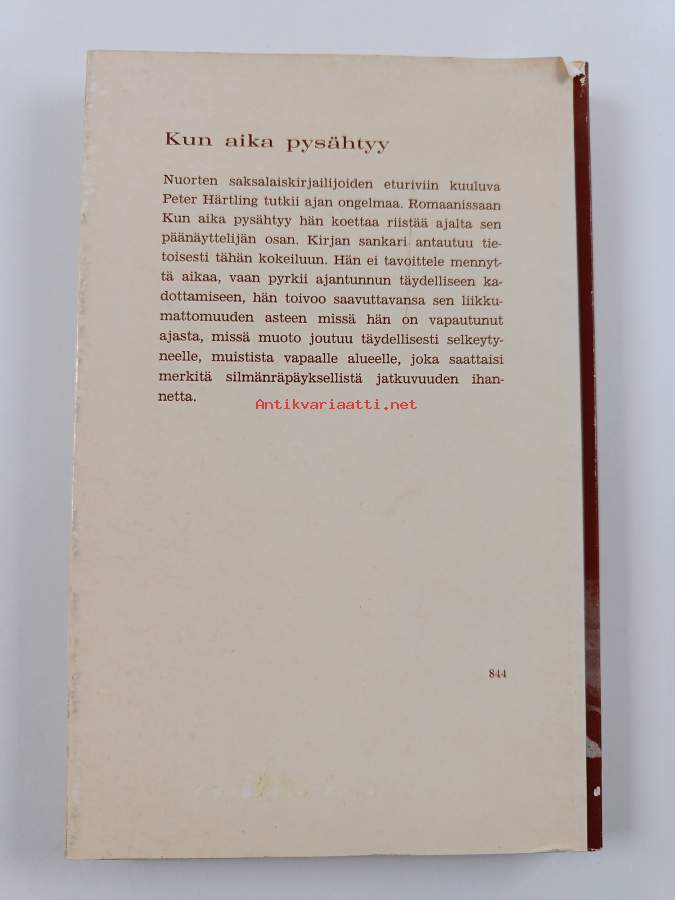 Kun aika pysähtyy
Nuorten saksalaiskirjailijoiden eturiviin kuuluva
Peter Härtling tutkii ajan ongelmaa. Romaanissaan
Kun aika pysähtyy hän koettaa riistää ajalta sen
päänäyttelijän osan. Kirjan sankari antautuu tie-
toisesti tähän kokeiluun. Hän ei tavoittele mennyt-
tä aikaa, vaan pyrkii ajantunnun täydelliseen ka-
dottamiseen, hän toivoo saavuttavansa sen liikku-
mattomuuden asteen missä hän on vapautunut
ajasta, missä muoto joutuu täydellisesti selkeyty-
neelle, muistista vapaalle alueelle, joka saattaisi
merkitä silmänräpäyksellistä jatkuvuuden ihan-
netta.
Antikvariaatti.net
844